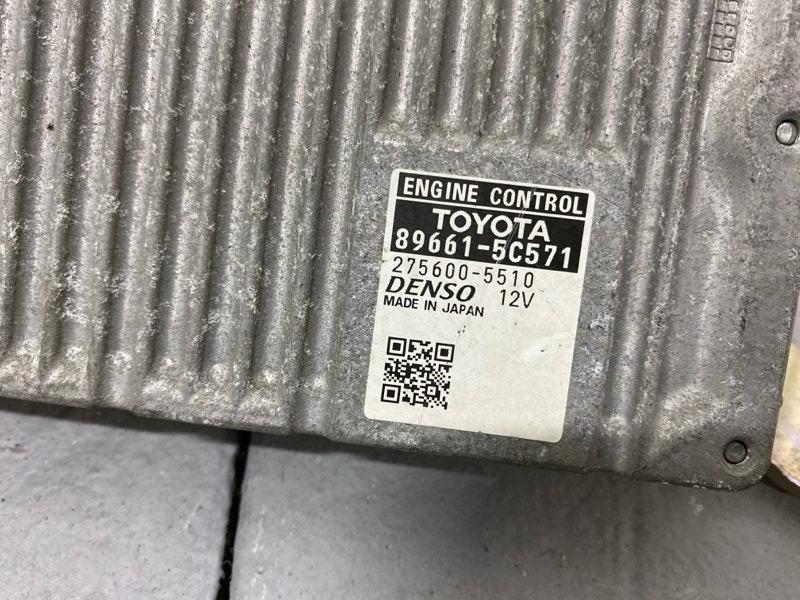 ENGINE CONTROL
TOYOTA
89661-5C571
275600-5510
DENSO 12V
MADE IN JAPAN